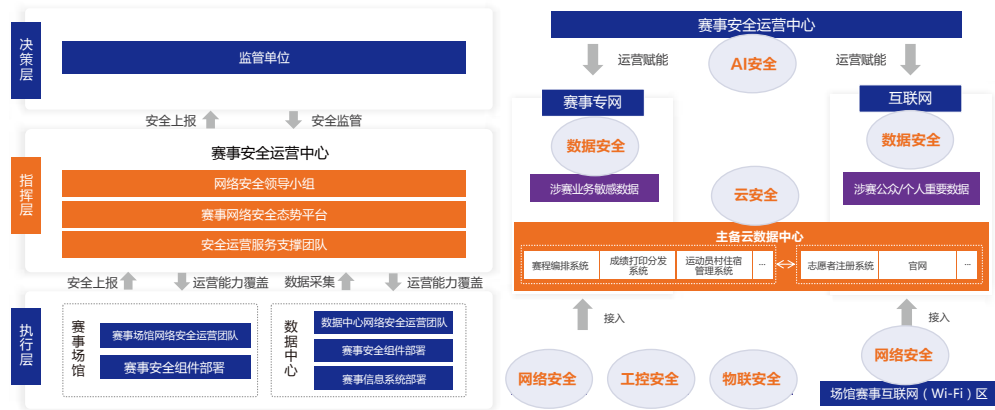 决策层
监管单位
安全上报
安全监管
指挥层
赛事安全运营中心
网络安全领导小组
赛事网络安全态势平台
安全运营服务支撑团队
安全上报
运营能力覆盖
数据采集
运营能力覆盖
执行层
赛事场馆
赛事场馆网络安全运营团队
赛事安全组件部署
数据中心
数据中心网络安全运营团队
赛事安全组件部署
赛事信息系统部署
赛事安全运营中心
运营赋能
AI安全
运营赋能
赛事专网
互联网
数据安全
数据安全
涉赛业务敏感数据
云安全
涉赛公众/个人重要数据
主备云数据中心
赛程编排系统
成绩打印分发
系统
运动员村住宿
管理系统
...
志愿者注册系统
官网
...
接入
接入
网络安全
工控安全
物联安全
网络安全
场馆赛事互联网（Wi-Fi）区